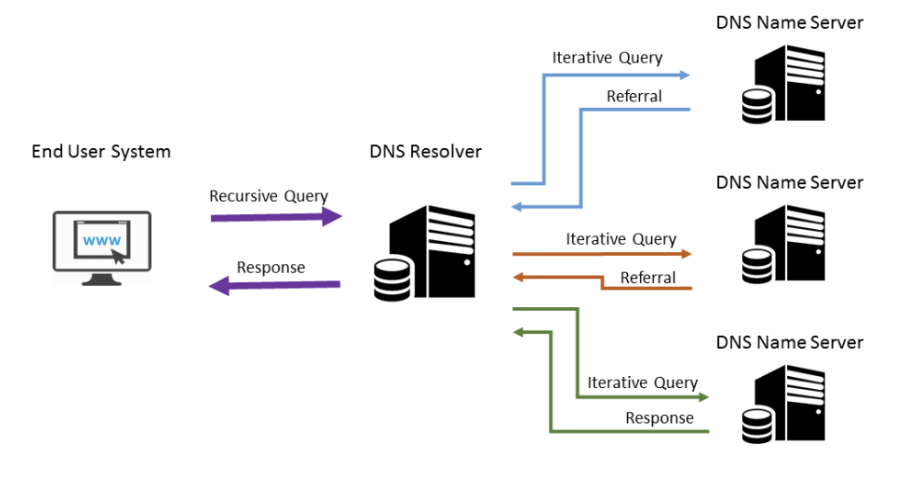 DNS Name Server
Iterative Query
Referral
End User System
DNS Resolver
Recursive Query
www
Response
DNS Name Server
Iterative Query
Referral
DNS Name Server
Iterative Query
Response